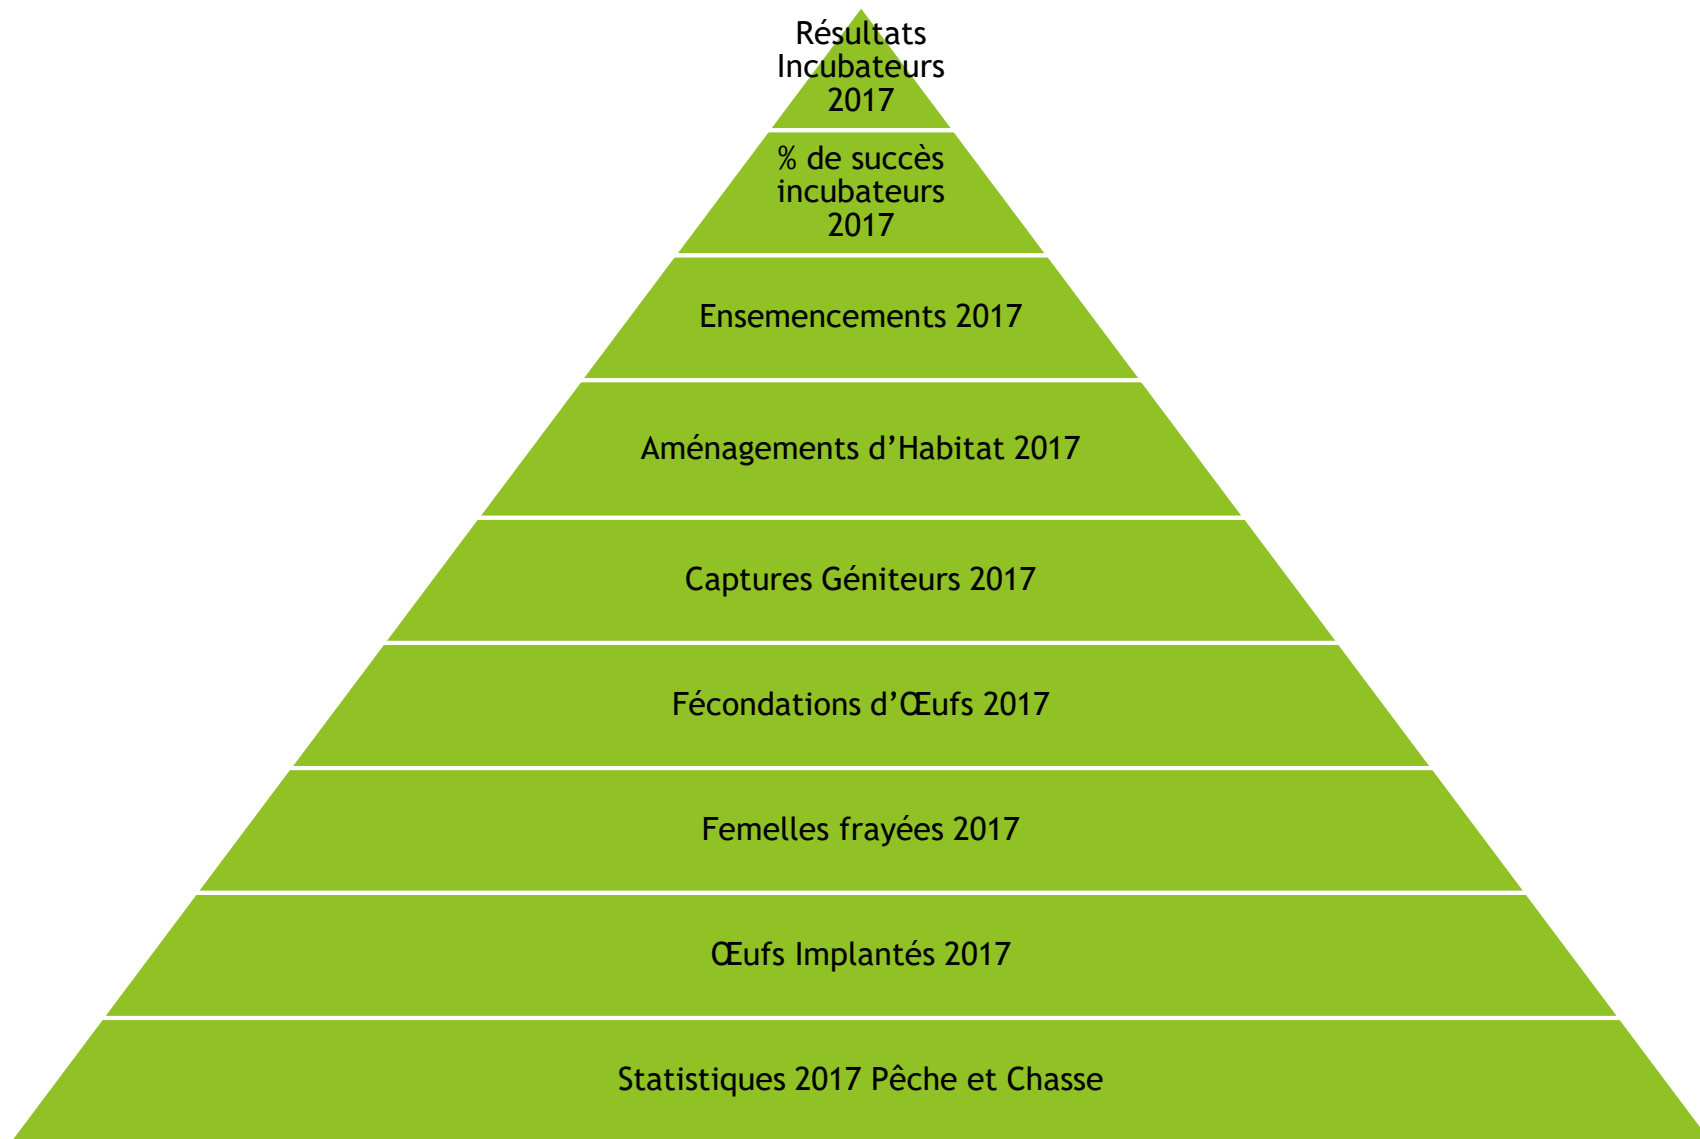 Résultats
Incubateurs
2017
% de succès
incubateurs
2017
Ensemencements 2017
Aménagements d’Habitat 2017
Captures Géniteurs 2017
Fécondations d’Œufs 2017
Femelles frayées 2017
Œufs Implantés 2017
Statistiques 2017 Pêche et Chasse